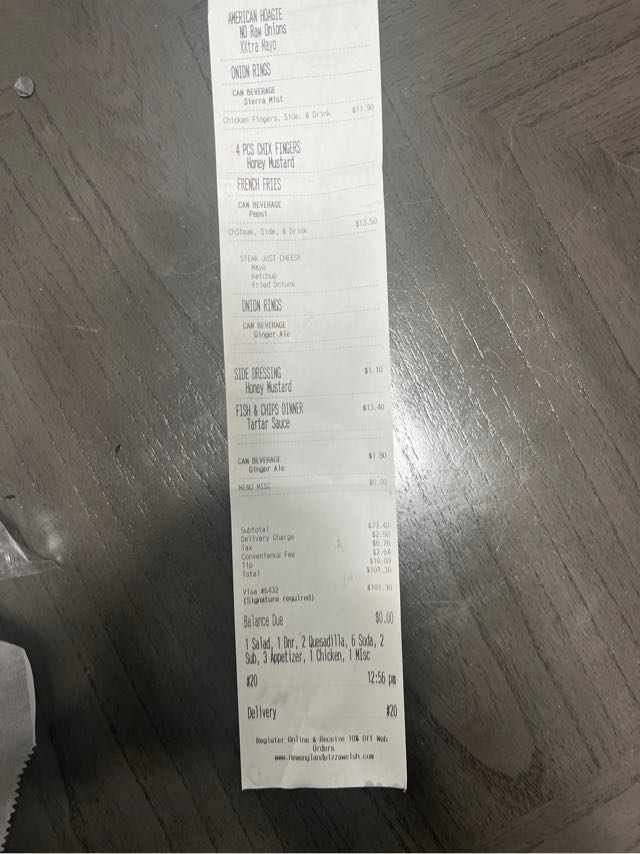 AMERICAN HOAGIE
NO Raw Onions
XXtra Mayo
ONION RINGS
CAN BEVERAGE
Sierra Mist
Chicken Fingers, Side, & Drink $11.90
4 PCS CHIX FINGERS
Honey Mustard
FRENCH FRIES
CAN BEVERAGE
Pepsi
ChSteak, Side, & Drink $13.50
STEAK JUST CHEESE
Mayo
Ketchup
Fried Onions
ONION RINGS
CAN BEVERAGE
Ginger Ale
SIDE DRESSING $1.10
Honey Mustard
FISH & CHIPS DINNER $13.40
Tartar Sauce
CAN BEVERAGE $1.80
Ginger Ale
MENU MISC $0.00
Subtotal $79.40
Delivery Charge $2.50
Tax $6.76
Convenience Fee $2.64
Tip $10.00
Total $101.30
Visa #6432 $101.30
(Signature required)
Balance Due $0.00
1 Salad, 1 Dnr, 2 Quesadilla, 6 Soda, 2
Sub, 3 Appetizer, 1 Chicken, 1 Misc
#20 12:56 pm
Delivery #20
Register Online & Receive 10% Off Web
Orders
www.newenglandpizzawelsh.com